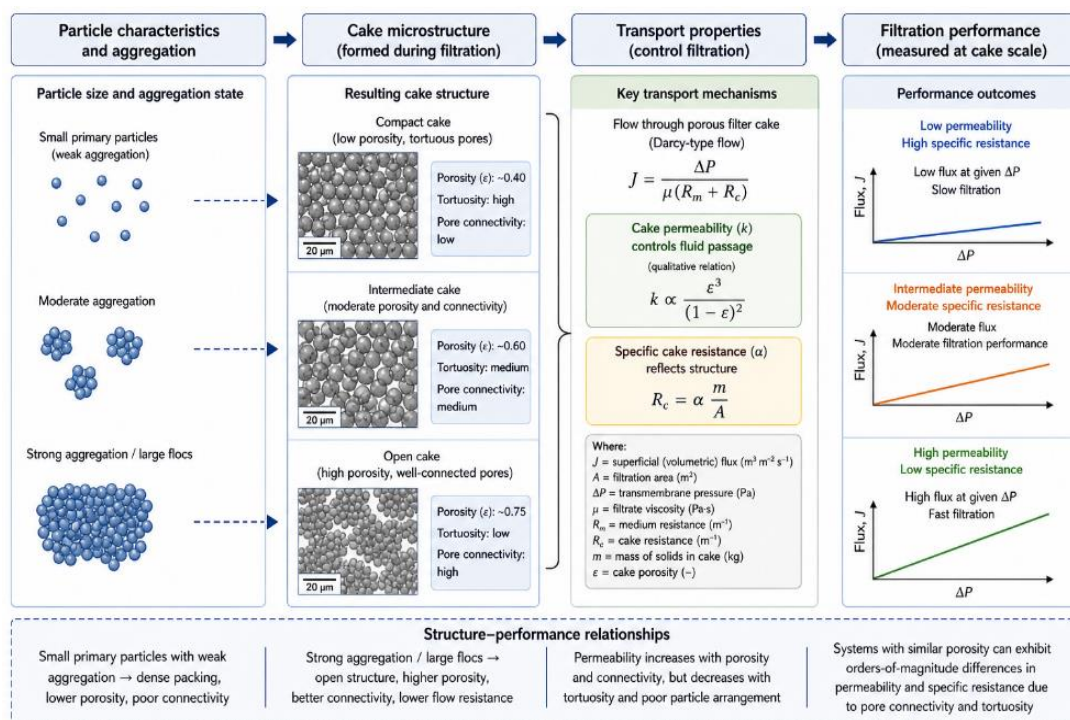 Particle characteristics
and aggregation
Cake microstructure
(formed during filtration)
Transport properties
(control filtration)
Filtration performance
(measured at cake scale)
Particle size and aggregation state
Small primary particles
(weak aggregation)
Moderate aggregation
Strong aggregation / large flocs
Resulting cake structure
Compact cake
(low porosity, tortuous pores)
20 μm
Porosity (ε): ~0.40
Tortuosity: high
Pore connectivity:
low
Intermediate cake
(moderate porosity and connectivity)
20 μm
Porosity (ε): ~0.60
Tortuosity: medium
Pore connectivity:
medium
Open cake
(high porosity, well-connected pores)
20 μm
Porosity (ε): ~0.75
Tortuosity: low
Pore connectivity:
high
Key transport mechanisms
Flow through porous filter cake
(Darcy-type flow)
J = ΔP / μ(Rm + Rc)
Cake permeability (k)
controls fluid passage
(qualitative relation)
k ∝ ε³ / (1 − ε)²
Specific cake resistance (α)
reflects structure
Rc = α m / A
Where:
J = superficial (volumetric) flux (m³ m⁻² s⁻¹)
A = filtration area (m²)
ΔP = transmembrane pressure (Pa)
μ = filtrate viscosity (Pa·s)
Rm = medium resistance (m⁻¹)
Rc = cake resistance (m⁻¹)
m = mass of solids in cake (kg)
ε = cake porosity (–)
Performance outcomes
Low permeability
High specific resistance
Low flux at given ΔP
Slow filtration
Flux, J
ΔP
Intermediate permeability
Moderate specific resistance
Moderate flux
Moderate filtration performance
Flux, J
ΔP
High permeability
Low specific resistance
High flux at given ΔP
Fast filtration
Flux, J
ΔP
Structure–performance relationships
Small primary particles with weak
aggregation → dense packing,
lower porosity, poor connectivity
Strong aggregation / large flocs →
open structure, higher porosity,
better connectivity, lower flow resistance
Permeability increases with porosity
and connectivity, but decreases with
tortuosity and poor particle arrangement
Systems with similar porosity can exhibit
orders-of-magnitude differences in
permeability and specific resistance due
to pore connectivity and tortuosity